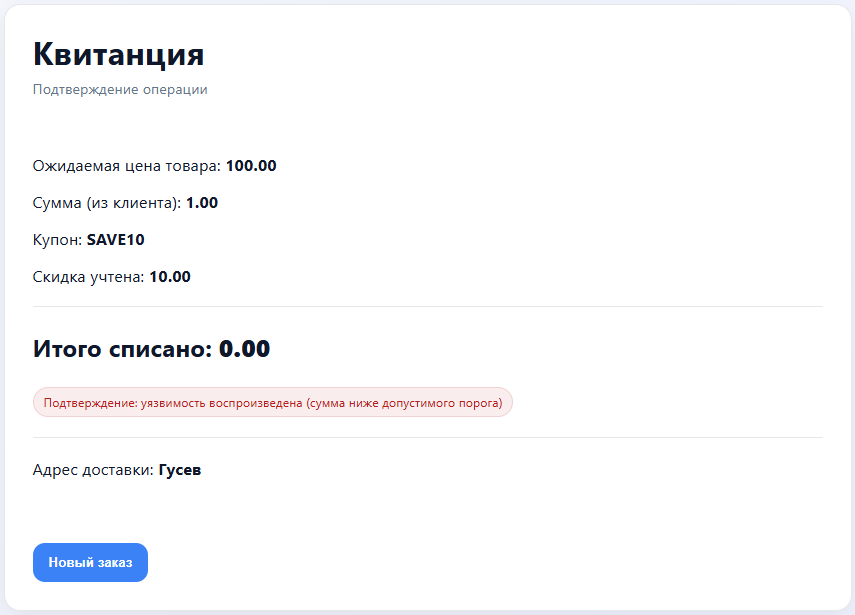 Квитанция
Подтверждение операции
Ожидаемая цена товара: 100.00
Сумма (из клиента): 1.00
Купон: SAVE10
Скидка учтена: 10.00
Итого списано: 0.00
Подтверждение: уязвимость воспроизведена (сумма ниже допустимого порога)
Адрес доставки: Гусев
Новый заказ